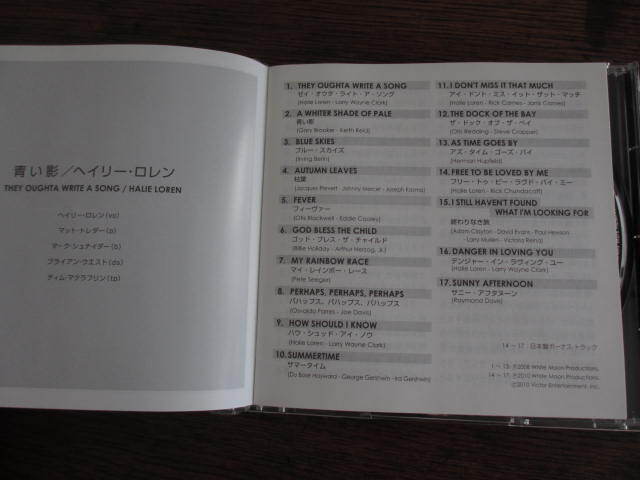 青い影／ヘイリー・ロレン
THEY OUGHTA WRITE A SONG / HALIE LOREN
ヘイリー・ロレン(vo)
マット・トレダー(p)
マーク・シュナイダー(b)
ブライアン・ウエスト(ds)
ティム・マクラフリン(tp)
1. THEY OUGHTA WRITE A SONG
ゼイ・オウタ・ライト・ア・ソング
(Halie Loren - Larry Wayne Clark)
2. A WHITER SHADE OF PALE
青い影
(Gary Brooker - Keith Reid)
3. BLUE SKIES
ブルー・スカイズ
(Irving Berlin)
4. AUTUMN LEAVES
枯葉
(Jacques Prevert - Johnny Mercer - Joseph Kosma)
5. FEVER
フィーヴァー
(Otis Blackwell - Eddie Cooley)
6. GOD BLESS THE CHILD
ゴッド・ブレス・ザ・チャイルド
(Billie Holiday - Arthur Herzog, Jr.)
7. MY RAINBOW RACE
マイ・レインボー・レース
(Pete Seeger)
8. PERHAPS, PERHAPS, PERHAPS
パハップス、パハップス、パハップス
(Osvaldo Farres - Joe Davis)
9. HOW SHOULD I KNOW
ハウ・シュッド・アイ・ノウ
(Halie Loren - Larry Wayne Clark)
10. SUMMERTIME
サマータイム
(Du Bose Hayward - George Gershwin - Ira Gershwin)
11. I DON'T MISS IT THAT MUCH
アイ・ドント・ミス・イット・ザット・マッチ
(Halie Loren - Rick Carnes - Janis Carnes)
12. THE DOCK OF THE BAY
ザ・ドック・オブ・ザ・ベイ
(Otis Redding - Steve Cropper)
13. AS TIME GOES BY
アズ・タイム・ゴーズ・バイ
(Herman Hupfeld)
14. FREE TO BE LOVED BY ME
フリー・トゥ・ビー・ラヴド・バイ・ミー
(Halie Loren - Rick Chundacoff)
15. I STILL HAVEN'T FOUND
WHAT I'M LOOKING FOR
終わりなき旅
(Adam Clayton - David Evans - Paul Hewson
- Larry Mullen - Victoria Reind)
16. DANGER IN LOVING YOU
デンジャー・イン・ラヴィング・ユー
(Halie Loren - Larry Wayne Clark)
17. SUNNY AFTERNOON
サニー・アフタヌーン
(Raymond Davis)
14 ～ 17 : 日本盤ボーナス・トラック
1 ～ 13 : ℗2008 White Moon Productions.
14 ～ 17 : ℗2010 White Moon Productions.
©2010 Victor Entertainment, Inc.